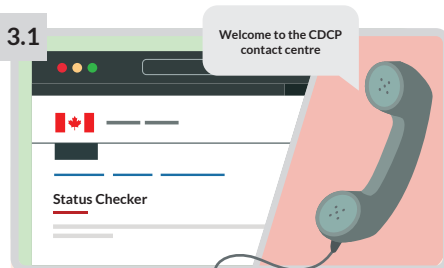 3.1
Welcome to the CDCP
contact centre
Status Checker